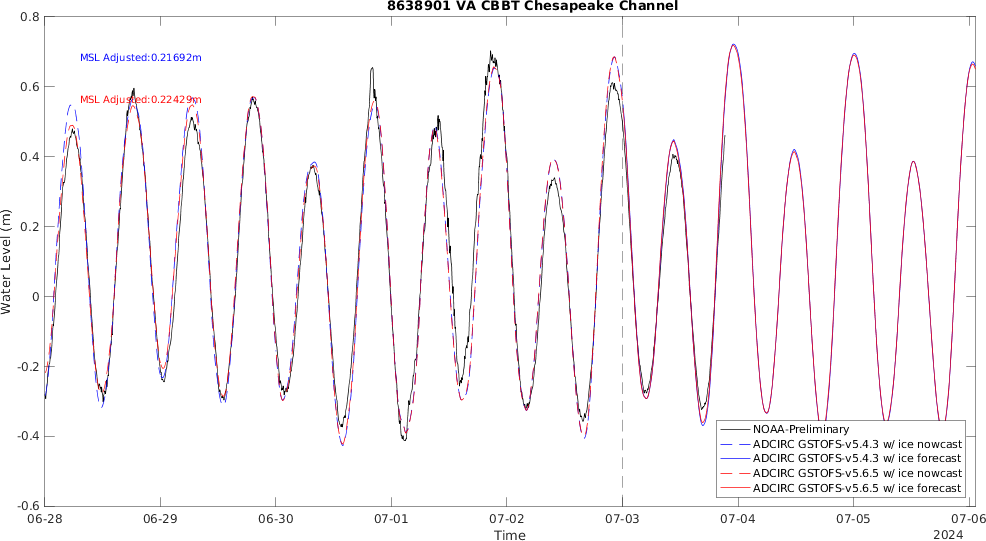 8638901 VA CBBT Chesapeake Channel
0.8
MSL Adjusted:0.21692m
0.6
MSL Adjusted:0.22429m
0.4
0.2
Water Level (m)
0
-0.2
-0.4
NOAA-Preliminary
ADCIRC GSTOFS-v5.4.3 w/ ice nowcast
ADCIRC GSTOFS-v5.4.3 w/ ice forecast
ADCIRC GSTOFS-v5.6.5 w/ ice nowcast
ADCIRC GSTOFS-v5.6.5 w/ ice forecast
-0.6
06-28 06-29 06-30 07-01 07-02 07-03 07-04 07-05 07-06
Time
2024